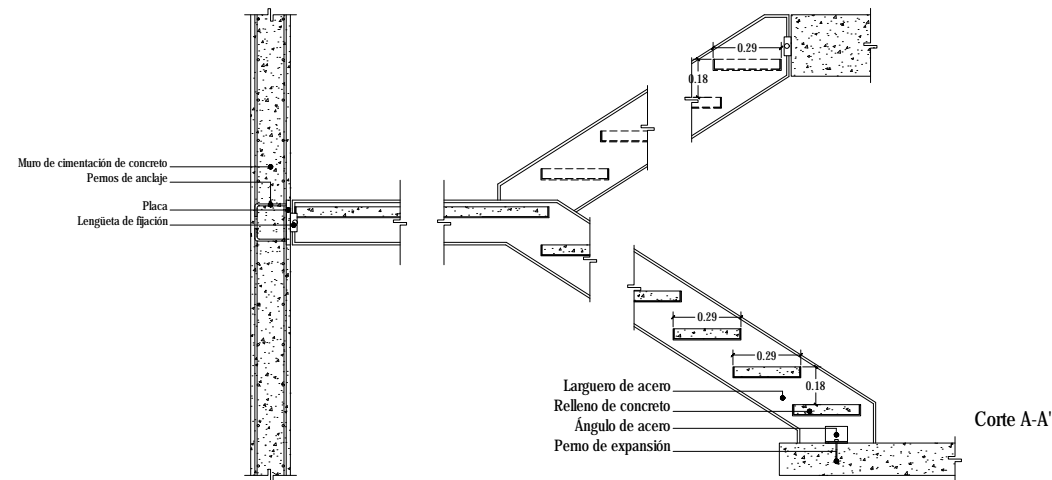 0.29
0.18
Muro de cimentación de concreto
Pernos de anclaje
Placa
Lengüeta de fijación
0.29
0.29
0.18
Larguero de acero
Relleno de concreto
Ángulo de acero
Perno de expansión
Corte A-A'